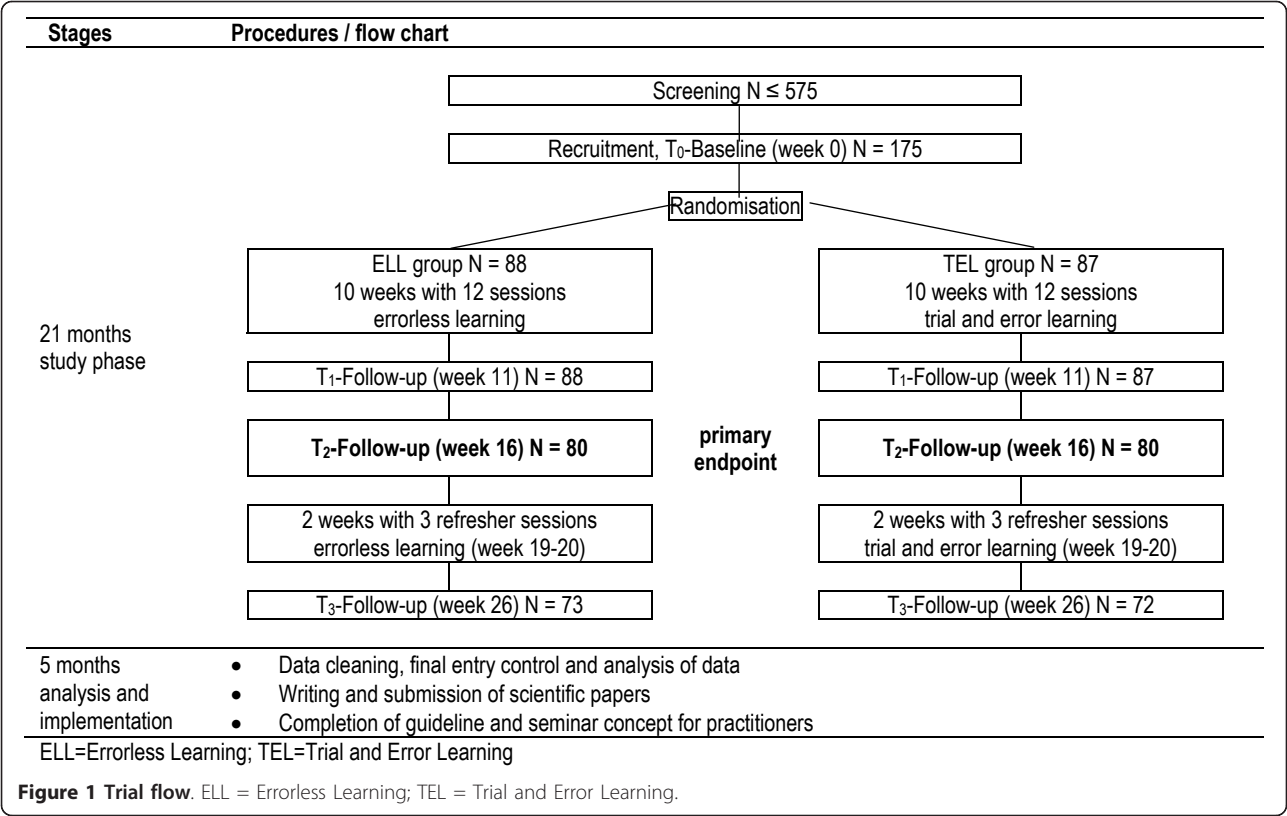 Stages Procedures / flow chart
Screening N ≤ 575
Recruitment, T0-Baseline (week 0) N = 175
Randomisation
ELL group N = 88
10 weeks with 12 sessions
errorless learning
TEL group N = 87
10 weeks with 12 sessions
trial and error learning
21 months
study phase
T1-Follow-up (week 11) N = 88
T1-Follow-up (week 11) N = 87
T2-Follow-up (week 16) N = 80
primary
endpoint
T2-Follow-up (week 16) N = 80
2 weeks with 3 refresher sessions
errorless learning (week 19-20)
2 weeks with 3 refresher sessions
trial and error learning (week 19-20)
T3-Follow-up (week 26) N = 73
T3-Follow-up (week 26) N = 72
5 months
analysis and
implementation
• Data cleaning, final entry control and analysis of data
• Writing and submission of scientific papers
• Completion of guideline and seminar concept for practitioners
ELL=Errorless Learning; TEL=Trial and Error Learning
Figure 1 Trial flow. ELL = Errorless Learning; TEL = Trial and Error Learning.